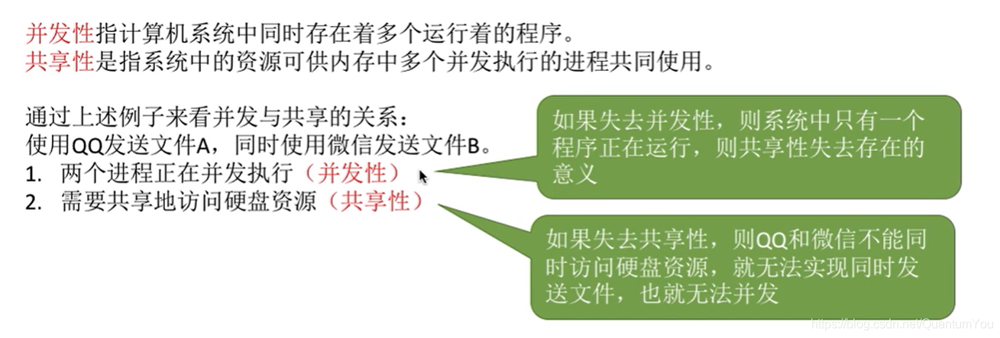 并发性指计算机系统中同时存在着多个运行着的程序。
共享性是指系统中的资源可供内存中多个并发执行的进程共同使用。
通过上述例子来看并发与共享的关系：
使用QQ发送文件A，同时使用微信发送文件B。
1. 两个进程正在并发执行（并发性）
2. 需要共享地访问硬盘资源（共享性）
如果失去并发性，则系统中只有一个
程序正在运行，则共享性失去存在的
意义
如果失去共享性，则QQ和微信不能同
时访问硬盘资源，就无法实现同时发
送文件，也就无法并发
https://blog.csdn.net/QuantumYou